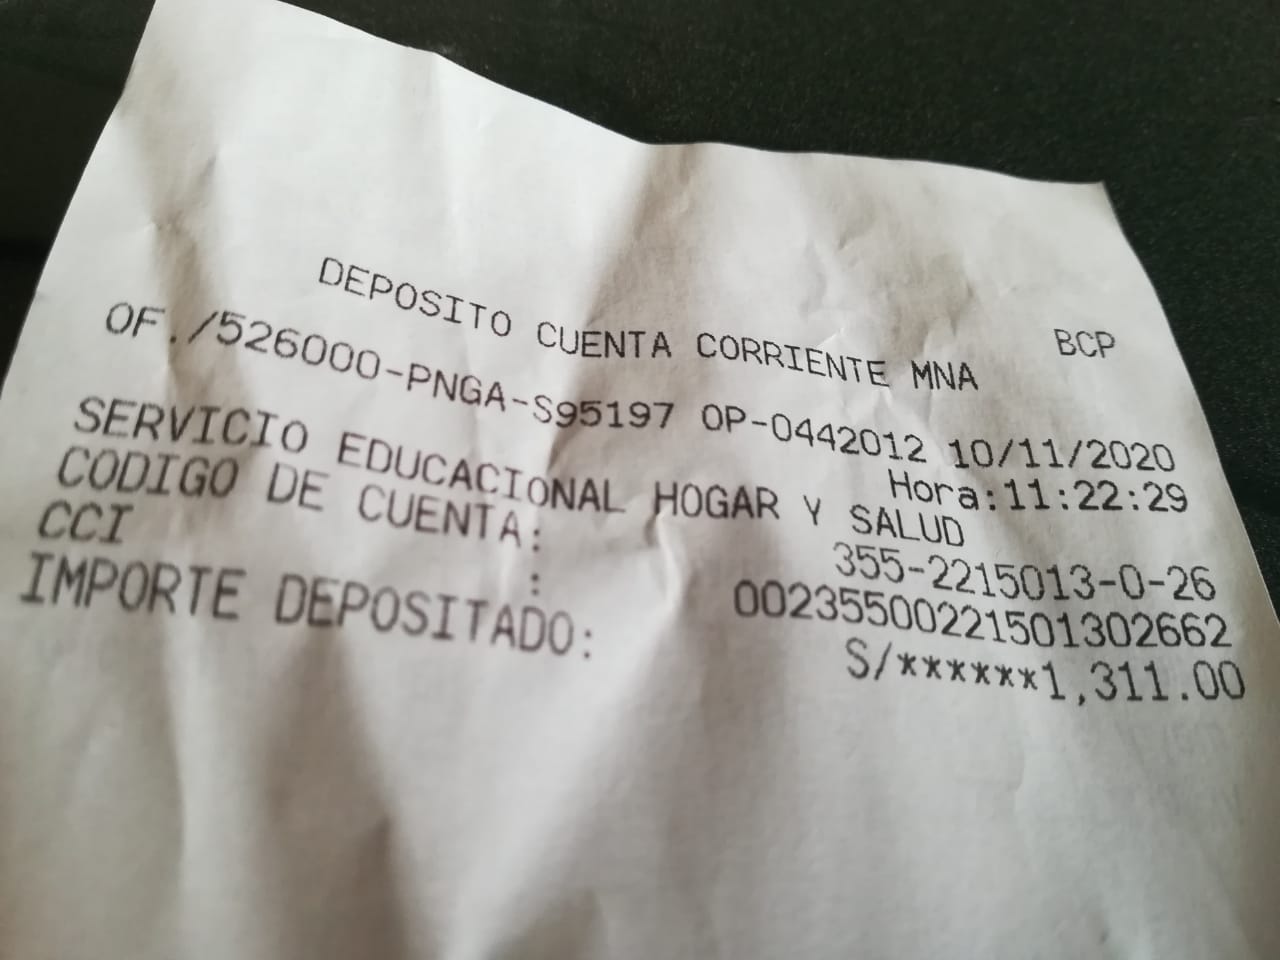 BCP
DEPOSITO CUENTA CORRIENTE MNA
OF./526000-PNGA-S95197 OP-0442012 10/11/2020
Hora:11:22:29
SERVICIO EDUCACIONAL HOGAR Y SALUD
CODIGO DE CUENTA: 355-2215013-0-26
CCI : 00235500221501302662
IMPORTE DEPOSITADO: S/******1,311.00